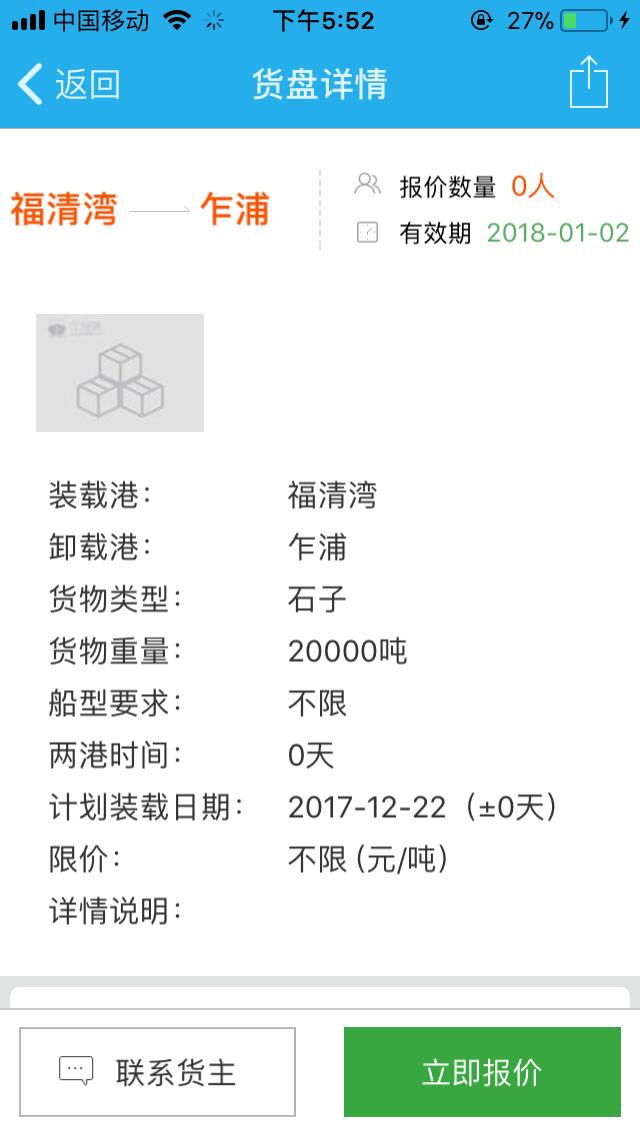 中国移动 下午5:52 27%
返回 货盘详情
福清湾 乍浦
报价数量 0人
有效期 2018-01-02
装载港： 福清湾
卸载港： 乍浦
货物类型： 石子
货物重量： 20000吨
船型要求： 不限
两港时间： 0天
计划装载日期： 2017-12-22（±0天）
限价： 不限 (元/吨)
详情说明：
联系货主 立即报价